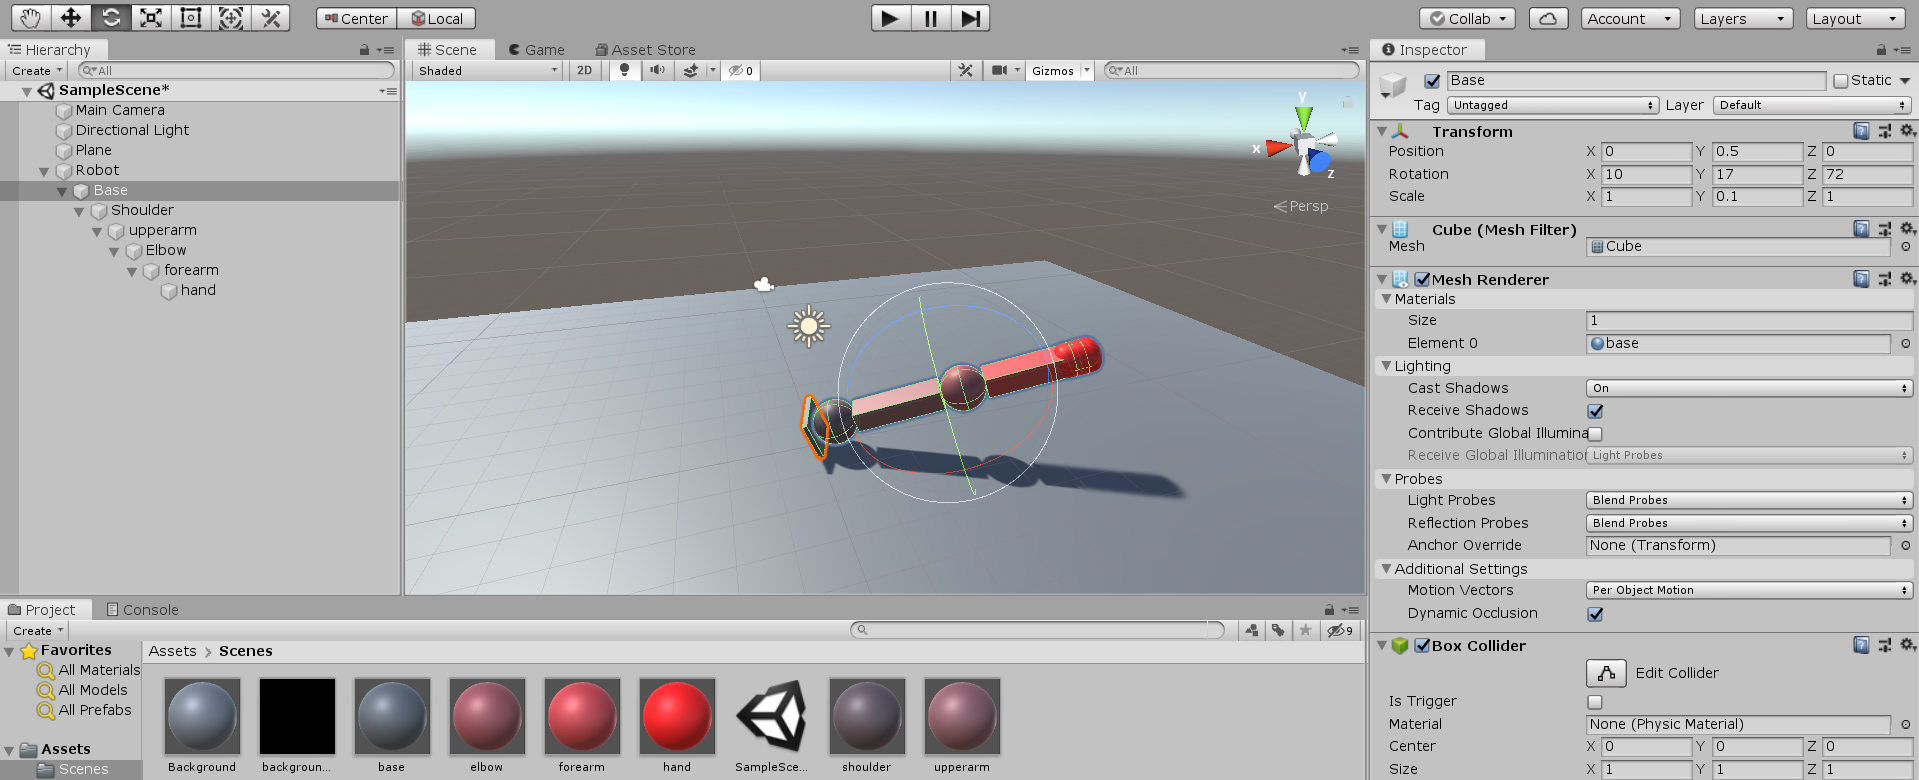 Center Local Collab Account Layers Layout
Hierarchy
Create All
SampleScene*
Main Camera
Directional Light
Plane
Robot
Base
Shoulder
upperarm
Elbow
forearm
hand
Scene Game Asset Store
Shaded 2D 0 Gizmos All
y
x
z
Persp
Project Console
Create 9
Favorites
All Materials
All Models
All Prefabs
Assets
Scenes
Assets > Scenes
Background backgroun... base elbow forearm hand SampleSce... shoulder upperarm
Inspector
Base Static
Tag Untagged Layer Default
Transform
Position X 0 Y 0.5 Z 0
Rotation X 10 Y 17 Z 72
Scale X 1 Y 0.1 Z 1
Cube (Mesh Filter)
Mesh Cube
Mesh Renderer
Materials
Size 1
Element 0 base
Lighting
Cast Shadows On
Receive Shadows
Contribute Global Illumina
Receive Global Illumination Light Probes
Probes
Light Probes Blend Probes
Reflection Probes Blend Probes
Anchor Override None (Transform)
Additional Settings
Motion Vectors Per Object Motion
Dynamic Occlusion
Box Collider
Edit Collider
Is Trigger
Material None (Physic Material)
Center X 0 Y 0 Z 0
Size X 1 Y 1 Z 1